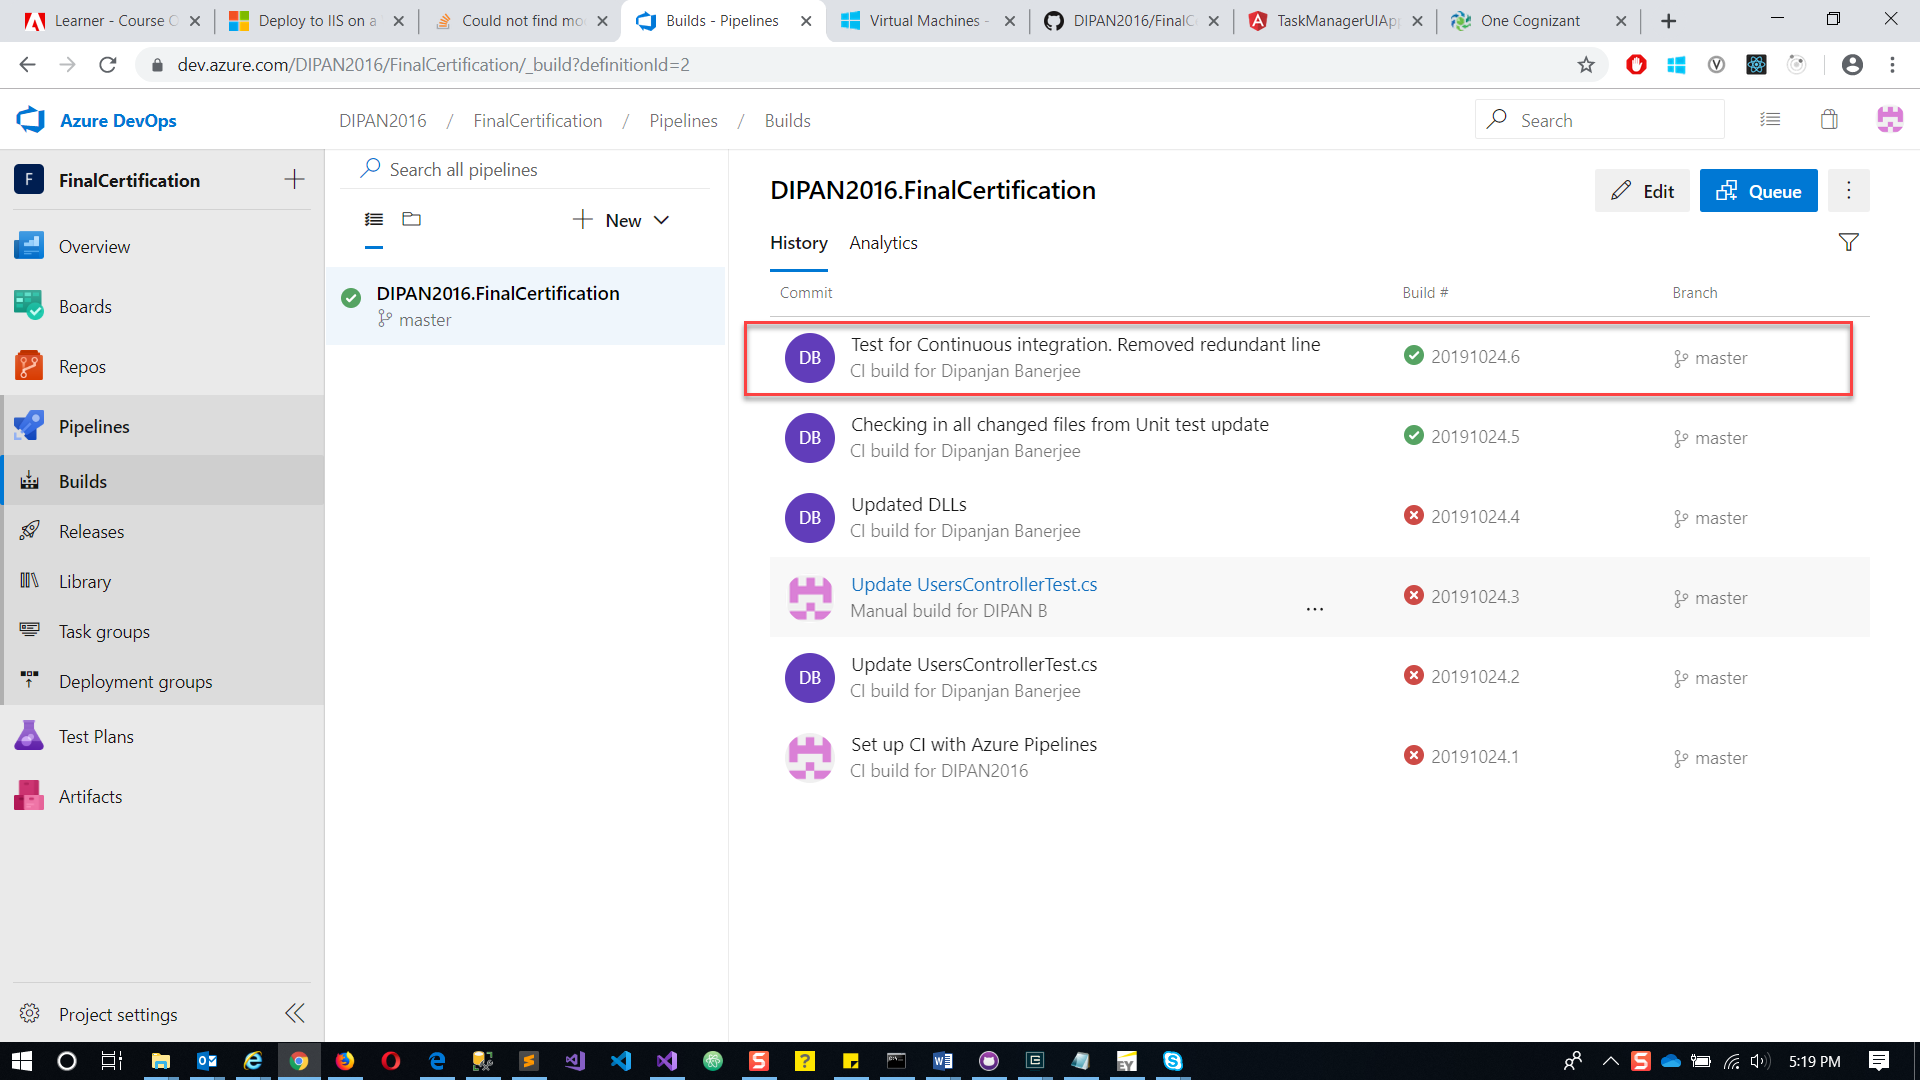 Learner - Course O
Deploy to IIS on a
Could not find mo
Builds - Pipelines
Virtual Machines -
DIPAN2016/FinalC
TaskManagerUIAp
One Cognizant
dev.azure.com/DIPAN2016/FinalCertification/_build?definitionId=2
Azure DevOps
DIPAN2016 / FinalCertification / Pipelines / Builds
Search
F FinalCertification
Overview
Boards
Repos
Pipelines
Builds
Releases
Library
Task groups
Deployment groups
Test Plans
Artifacts
Project settings
Search all pipelines
New
DIPAN2016.FinalCertification
master
DIPAN2016.FinalCertification
Edit
Queue
History Analytics
Commit Build # Branch
DB Test for Continuous integration. Removed redundant line 20191024.6 master
CI build for Dipanjan Banerjee
DB Checking in all changed files from Unit test update 20191024.5 master
CI build for Dipanjan Banerjee
DB Updated DLLs 20191024.4 master
CI build for Dipanjan Banerjee
Update UsersControllerTest.cs 20191024.3 master
Manual build for DIPAN B ...
DB Update UsersControllerTest.cs 20191024.2 master
CI build for Dipanjan Banerjee
Set up CI with Azure Pipelines 20191024.1 master
CI build for DIPAN2016
5:19 PM